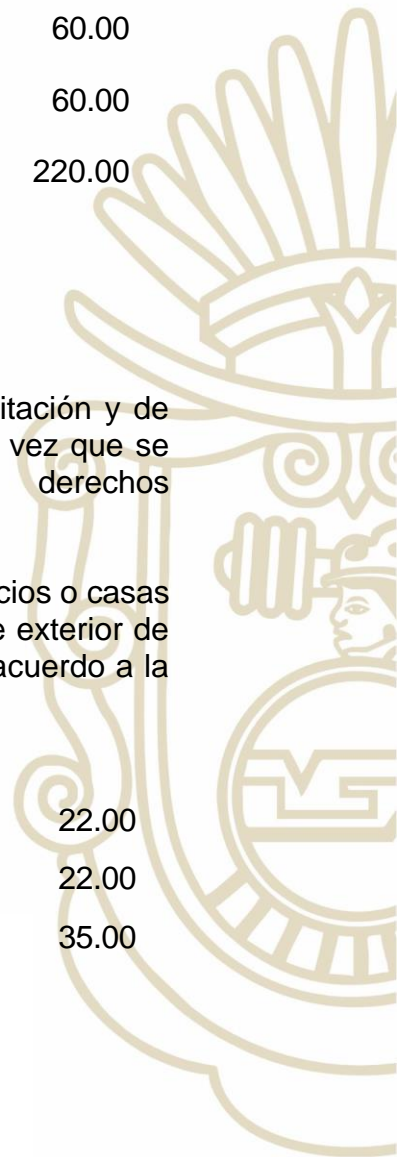 60.00
60.00
220.00
itación y de
vez que se
derechos
cios o casas
e exterior de
acuerdo a la
22.00
22.00
35.00